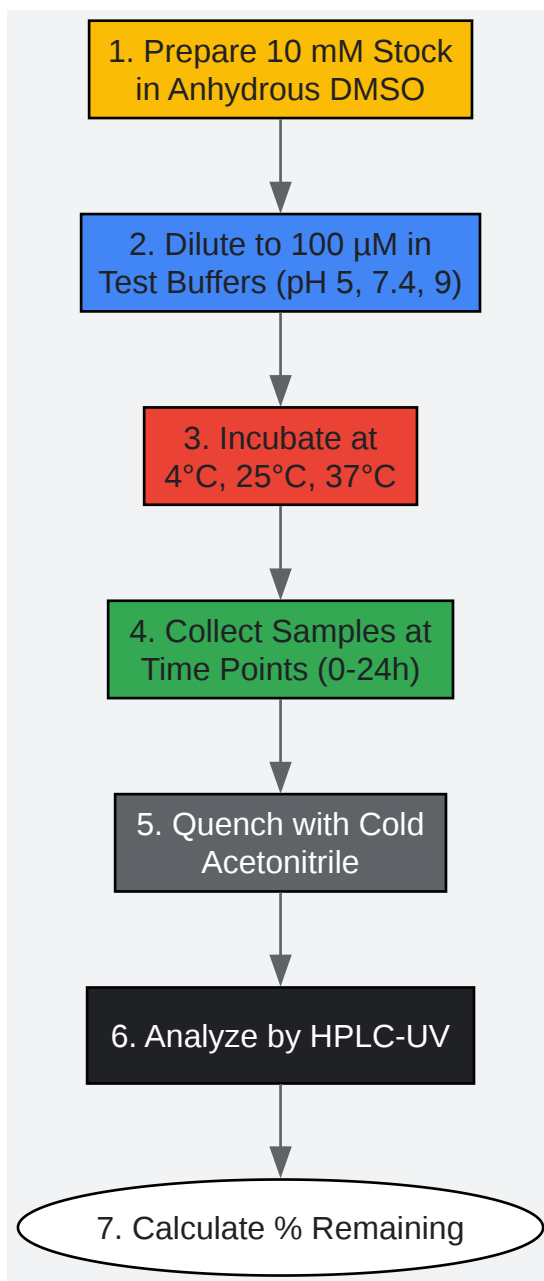 1. Prepare 10 mM Stock
in Anhydrous DMSO
2. Dilute to 100 µM in
Test Buffers (pH 5, 7.4, 9)
3. Incubate at
4°C, 25°C, 37°C
4. Collect Samples at
Time Points (0-24h)
5. Quench with Cold
Acetonitrile
6. Analyze by HPLC-UV
7. Calculate % Remaining